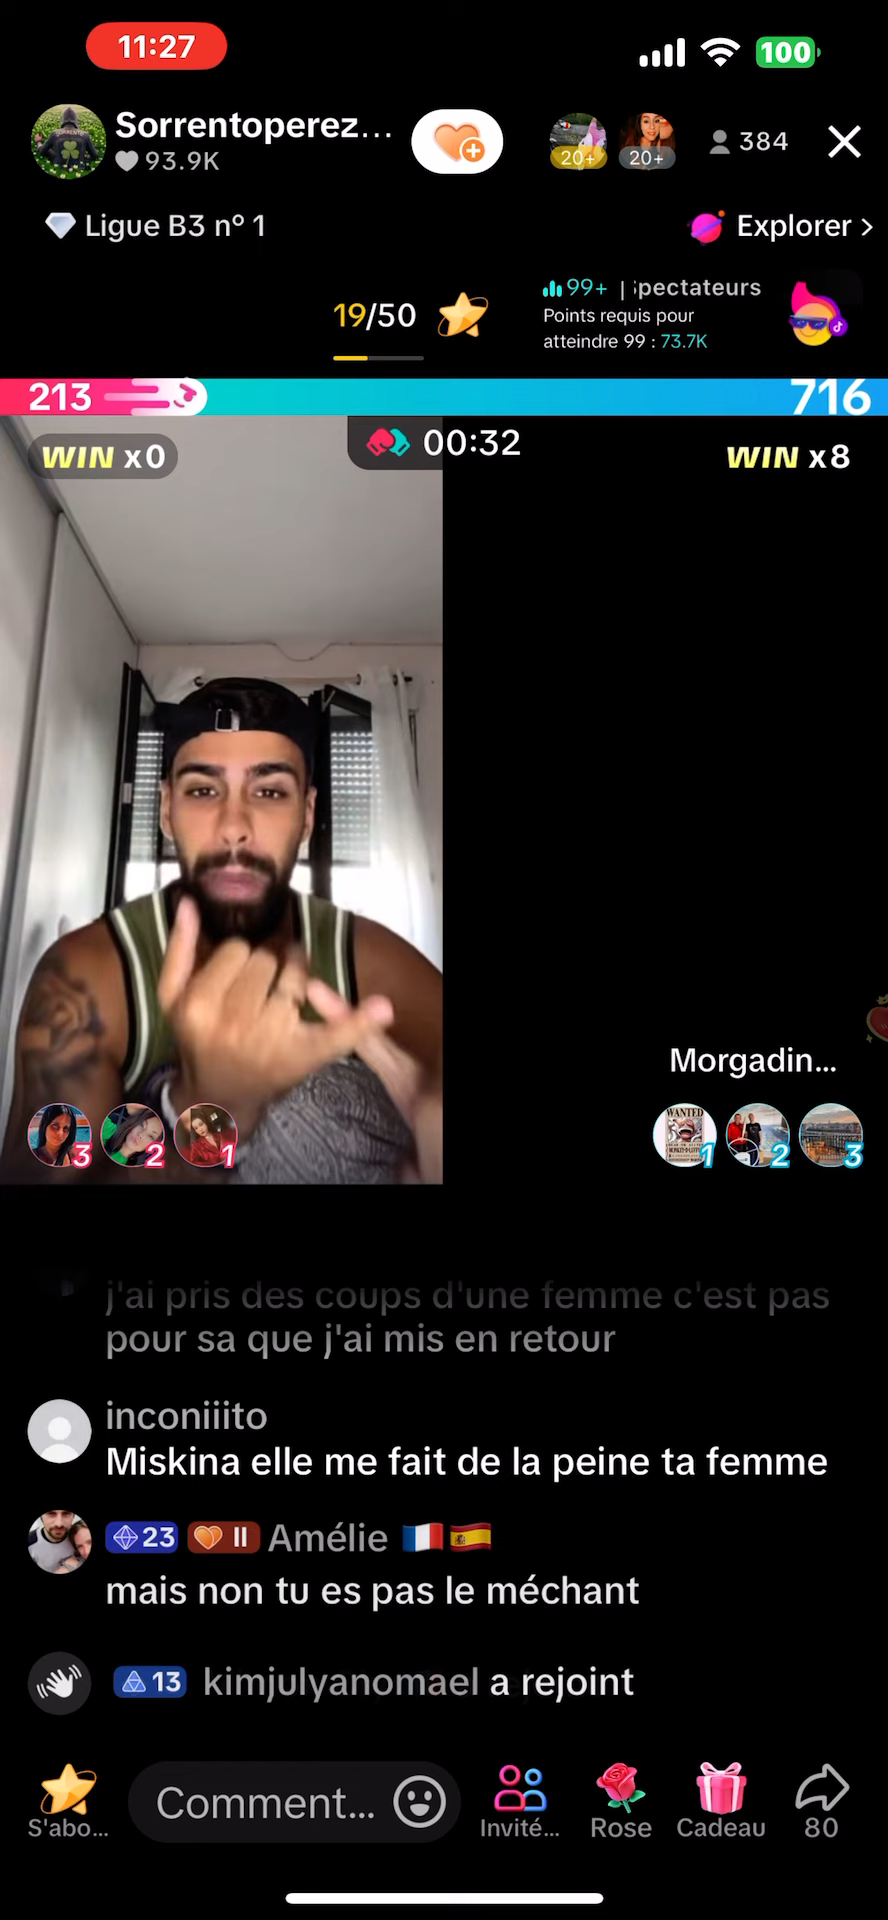 11:27
100
Sorrentoperez...
93.9K
20+
20+
384
Ligue B3 nº 1
Explorer >
19/50
99+ | spectateurs
Points requis pour
atteindre 99 : 73.7K
213
716
WIN x0
00:32
WIN x8
Morgadin...
WANTED
3
2
1
1
2
3
j'ai pris des coups d'une femme c'est pas
pour sa que j'ai mis en retour
inconiiito
Miskina elle me fait de la peine ta femme
23 II Amélie 🇫🇷🇪🇸
mais non tu es pas le méchant
13 kimjulyanomael a rejoint
Comment...
S'abo...
Invité...
Rose
Cadeau
80